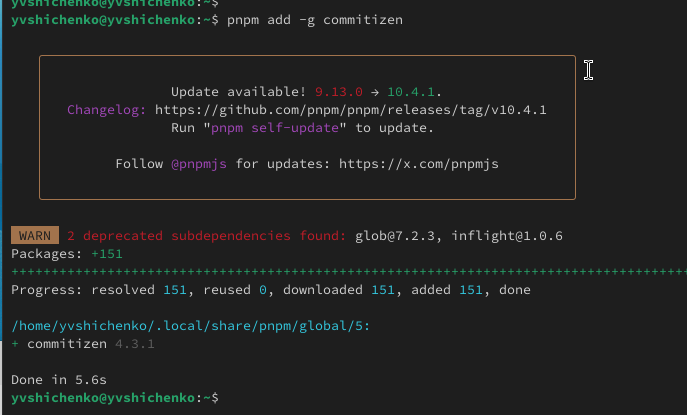 yvshichenko@yvshichenko:~$
yvshichenko@yvshichenko:~$ pnpm add -g commitizen
Update available! 9.13.0 → 10.4.1.
Changelog: https://github.com/pnpm/pnpm/releases/tag/v10.4.1
Run "pnpm self-update" to update.
Follow @pnpmjs for updates: https://x.com/pnpmjs
WARN 2 deprecated subdependencies found: glob@7.2.3, inflight@1.0.6
Packages: +151
+++++++++++++++++++++++++++++++++++++++++++++++++++++++++++++++++++++++++++++++++++++
Progress: resolved 151, reused 0, downloaded 151, added 151, done
/home/yvshichenko/.local/share/pnpm/global/5:
+ commitizen 4.3.1
Done in 5.6s
yvshichenko@yvshichenko:~$